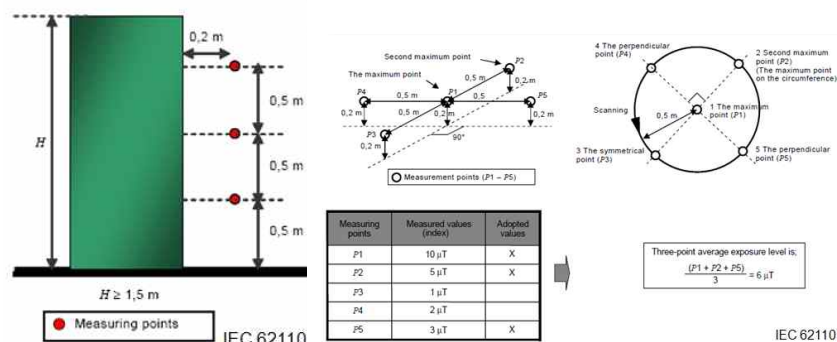 H
0,2 m
0,5 m
0,5 m
0,5 m
H ≥ 1,5 m
Measuring points
IEC 62110
Second maximum point
P2
The maximum point
0,5 m
0,2 m
P4
0,5 m
P1
0,5
P5
0,2 m
0,5 m
0,2 m
0,2 m
P3
0,2 m
90°
Measurement points (P1 – P5)
4 The perpendicular
point (P4)
2 Second maximum
point (P2)
(The maximum point
on the circumference)
Scanning
0,5 m
1 The maximum
point (P1)
3 The symmetrical
point (P3)
5 The perpendicular
point (P5)
Measuring points Measured values (index) Adopted values
P1 10 μT X
P2 5 μT X
P3 1 μT
P4 2 μT
P5 3 μT X
Three-point average exposure level is;
(P1 + P2 + P5)
3
= 6 μT
IEC 62110